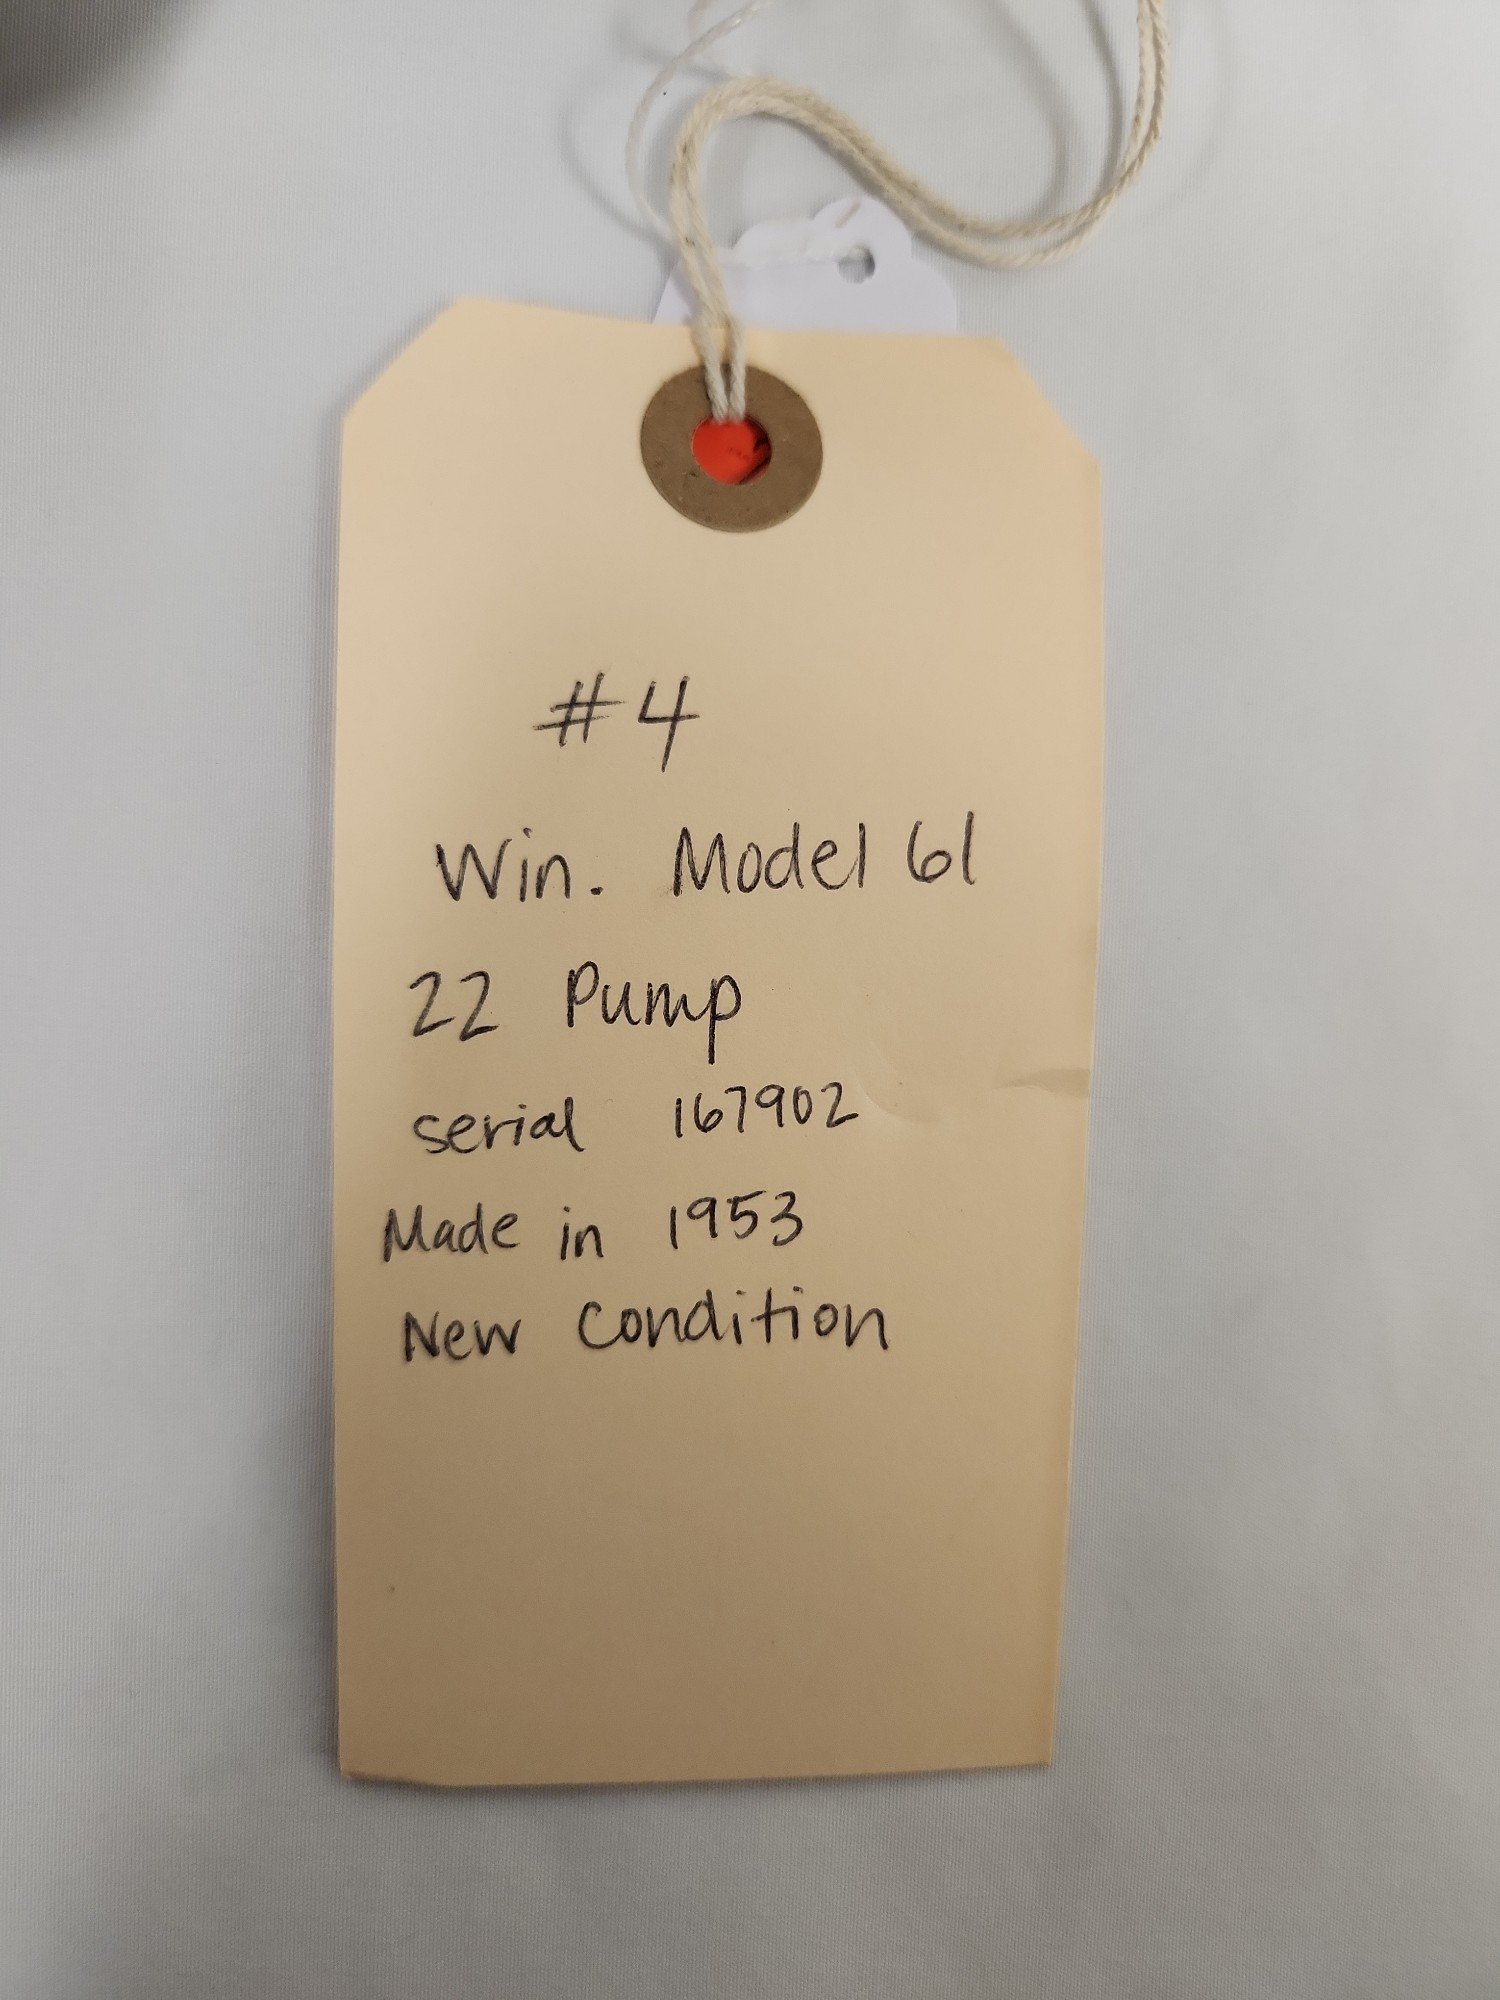 #4
Win. Model 61
22 Pump
serial 167902
Made in 1953
New Condition